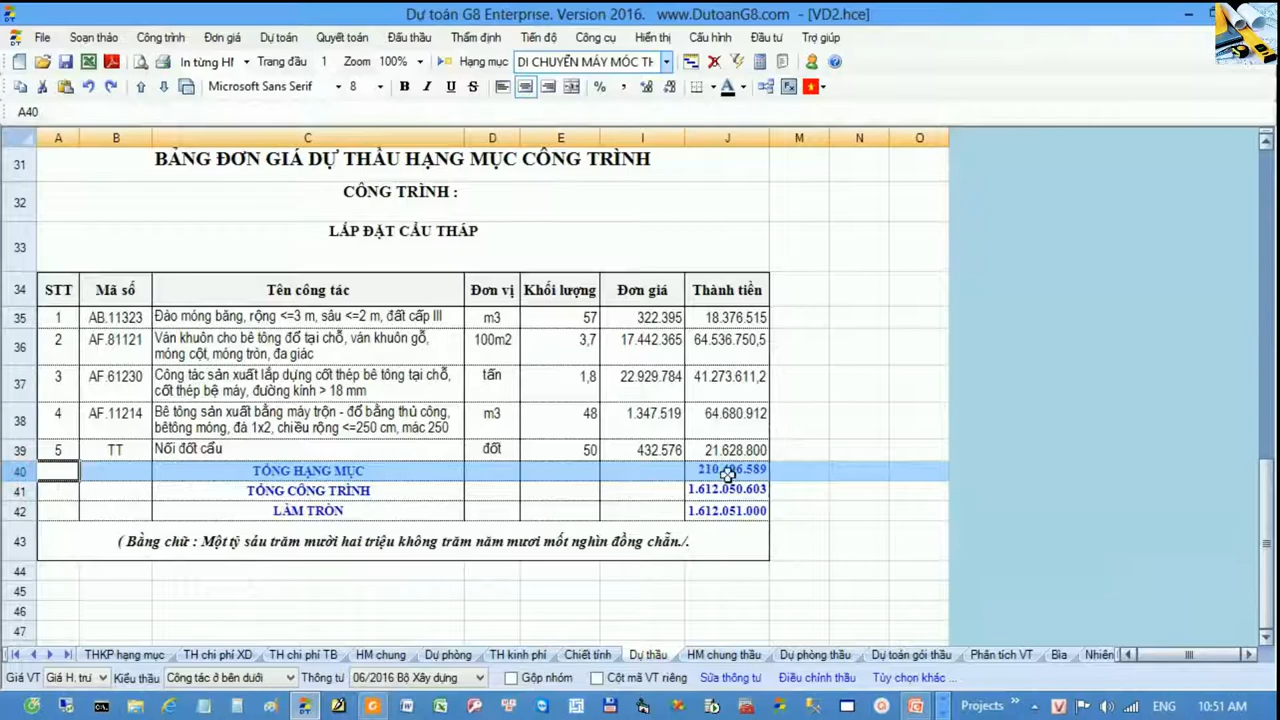 Dự toán G8 Enterprise. Version 2016. www.DutoanG8.com - [VD2.hce]
File Soạn thảo Công trình Đơn giá Dự toán Quyết toán Đấu thầu Thẩm định Tiến độ Công cụ Hiển thị Cấu hình Đầu tư Trợ giúp
In từng Hf Trang đầu 1 Zoom 100% Hạng mục DI CHUYỂN MÁY MÓC TH
Microsoft Sans Serif 8 B I U S % , A
A40
A B C D E I J M N O
31 BẢNG ĐƠN GIÁ DỰ THẦU HẠNG MỤC CÔNG TRÌNH
32 CÔNG TRÌNH :
33 LẮP ĐẶT CẨU THÁP
34 STT Mã số Tên công tác Đơn vị Khối lượng Đơn giá Thành tiền
35 1 AB.11323 Đào móng băng, rộng <=3 m, sâu <=2 m, đất cấp III m3 57 322.395 18.376.515
36 2 AF.81121 Ván khuôn cho bê tông đổ tại chỗ, ván khuôn gỗ, 100m2 3,7 17.442.365 64.536.750,5
móng cột, móng tròn, đa giác
37 3 AF.61230 Công tác sản xuất lắp dựng cốt thép bê tông tại chỗ, tấn 1,8 22.929.784 41.273.611,2
cốt thép bệ máy, đường kính > 18 mm
38 4 AF.11214 Bê tông sản xuất bằng máy trộn - đổ bằng thủ công, m3 48 1.347.519 64.680.912
bêtông móng, đá 1x2, chiều rộng <=250 cm, mác 250
39 5 TT Nối đốt cẩu đốt 50 432.576 21.628.800
40 TỔNG HẠNG MỤC
41 TỔNG CÔNG TRÌNH 1.612.050.603
42 LÀM TRÒN 1.612.051.000
43 ( Bằng chữ : Một tỷ sáu trăm mười hai triệu không trăm năm mươi mốt nghìn đồng chẵn./.
44
45
46
47
THKP hạng mục TH chi phí XD TH chi phí TB HM chung Dự phòng TH kinh phí Chiết tính Dự thầu HM chung thầu Dự phòng thầu Dự toán gói thầu Phân tích VT Bìa Nhiên
Giá VT Giá H. trư Kiểu thầu Công tác ở bên dưới Thông tư 06/2016 Bộ Xây dựng Gộp nhóm Cột mã VT riêng Sửa thông tư Điều chỉnh thầu Tùy chọn khác ...
Projects ENG 10:51 AM